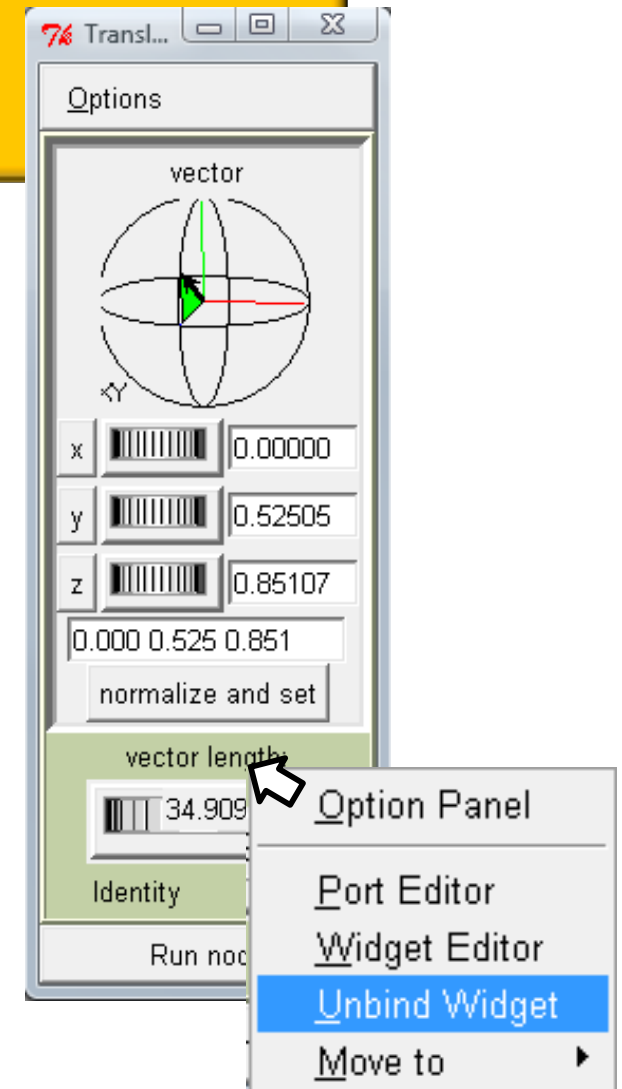 Transl...
Options
vector
XY
x 0.00000
y 0.52505
z 0.85107
0.000 0.525 0.851
normalize and set
vector length:
34.909
Identity
Run
Option Panel
Port Editor
Widget Editor
Unbind Widget
Move to